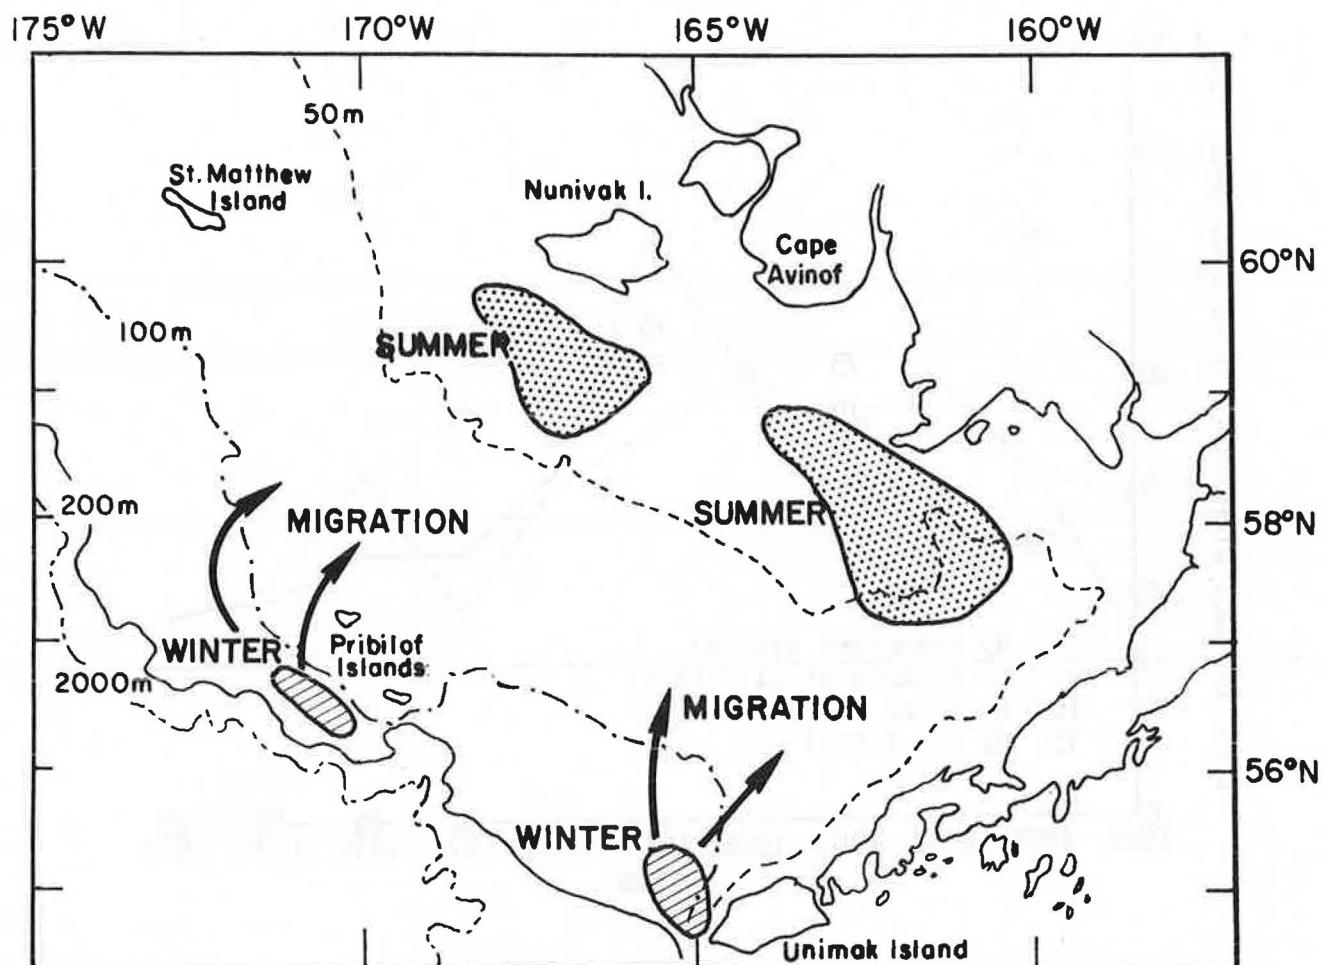 175°W 170°W 165°W 160°W
50m
St. Matthew
Island
Nunivak I.
Cape
Avinof
60°N
100m
SUMMER
200m
MIGRATION
SUMMER
58°N
WINTER
Pribilof
Islands
2000m
MIGRATION
56°N
WINTER
Unimak Island